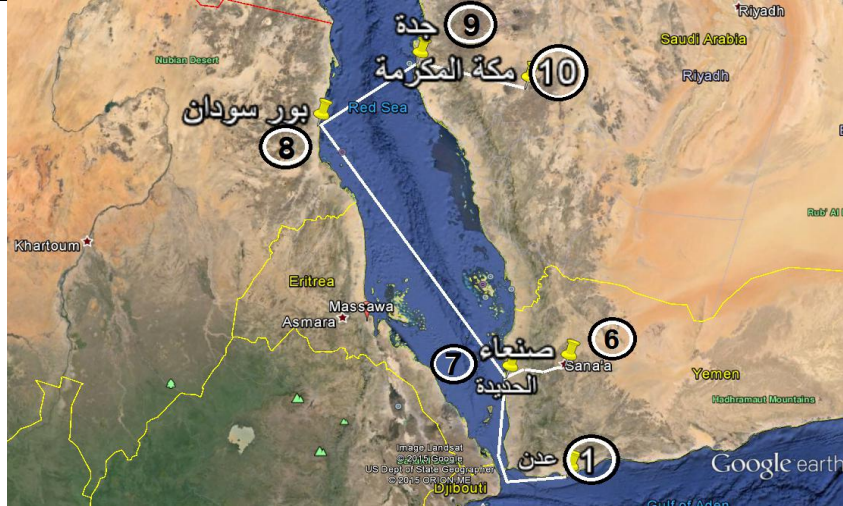 Riyadh
جدة
9
Saudi Arabia
Nubian Desert
مكة المكرمة
10
Riyadh
بور سودان
Red Sea
8
Rub' Al
Khartoum
Eritrea
Massawa
Asmara
6
صنعاء
7
Sana'a
الحديدة
Yemen
Hadhramaut Mountains
Image Landsat
© 2015 Google
US Dept of State Geographer
© 2015 ORION-ME
عدن
1
Google earth
Djibouti
Gulf of Aden